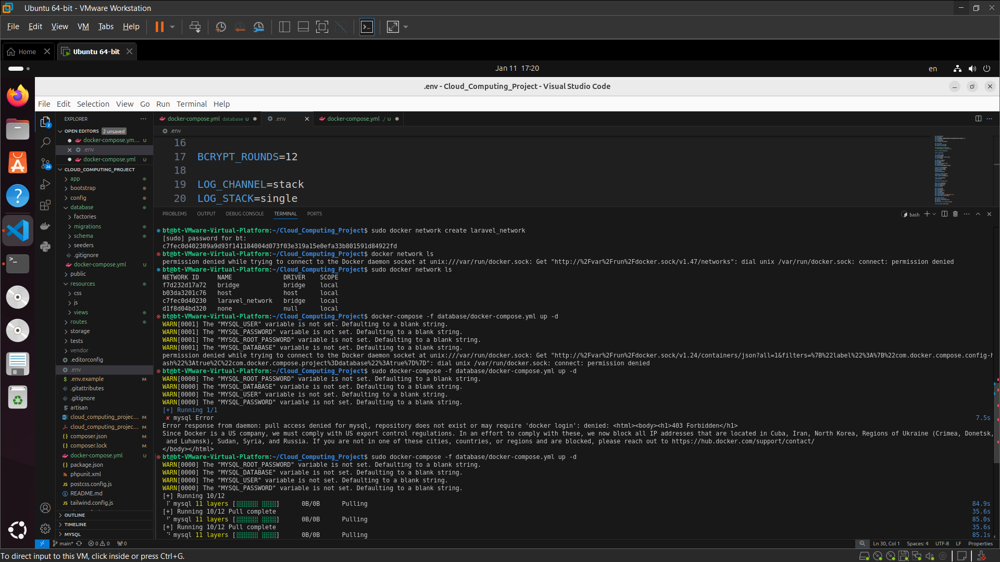 Ubuntu 64-bit - VMware Workstation
File Edit View VM Tabs Help
Home
Ubuntu 64-bit
Jan 11 17:20
en
.env - Cloud_Computing_Project - Visual Studio Code
File Edit Selection View Go Run Terminal Help
EXPLORER
docker-compose.yml database U
.env
docker-compose.yml ./ U
OPEN EDITORS 2 unsaved
docker-compose.ym... U
.env
docker-compose.yml U
CLOUD_COMPUTING_PROJECT
app
bootstrap
config
database
factories
migrations
schema
seeders
.gitignore
docker-compose.yml U
public
resources
css
js
views
routes
storage
tests
vendor
.editorconfig
.env
.env.example M
.gitattributes
.gitignore
artisan
cloud_computing_projec... M
cloud_computing_projec... M
composer.json M
composer.lock M
docker-compose.yml U
package.json
phpunit.xml
postcss.config.js
README.md
tailwind.config.js
OUTLINE
TIMELINE
MYSQL
2
26
.env
16
17 BCRYPT_ROUNDS=12
18
19 LOG_CHANNEL=stack
20 LOG_STACK=single
PROBLEMS OUTPUT DEBUG CONSOLE TERMINAL PORTS
bash
bt@bt-VMware-Virtual-Platform:~/Cloud_Computing_Project$ sudo docker network create laravel_network
[sudo] password for bt:
c7fec0d402309a9d93f141184004d073f03e319a15e0efa33b801591d84922fd
bt@bt-VMware-Virtual-Platform:~/Cloud_Computing_Project$ docker network ls
permission denied while trying to connect to the Docker daemon socket at unix:///var/run/docker.sock: Get "http://%2Fvar%2Frun%2Fdocker.sock/v1.47/networks": dial unix /var/run/docker.sock: connect: permission denied
bt@bt-VMware-Virtual-Platform:~/Cloud_Computing_Project$ sudo docker network ls
NETWORK ID NAME DRIVER SCOPE
f7d232d17a72 bridge bridge local
b03da3201c76 host host local
c7fec0d40230 laravel_network bridge local
d1f8d04bd320 none null local
bt@bt-VMware-Virtual-Platform:~/Cloud_Computing_Project$ docker-compose -f database/docker-compose.yml up -d
WARN[0001] The "MYSQL_USER" variable is not set. Defaulting to a blank string.
WARN[0001] The "MYSQL_PASSWORD" variable is not set. Defaulting to a blank string.
WARN[0001] The "MYSQL_ROOT_PASSWORD" variable is not set. Defaulting to a blank string.
WARN[0001] The "MYSQL_DATABASE" variable is not set. Defaulting to a blank string.
permission denied while trying to connect to the Docker daemon socket at unix:///var/run/docker.sock: Get "http://%2Fvar%2Frun%2Fdocker.sock/v1.24/containers/json?all=1&filters=%7B%22label%22%3A%7B%22com.docker.compose.config-h
ash%22%3Atrue%2C%22com.docker.compose.project%3Ddatabase%22%3Atrue%7D%7D": dial unix /var/run/docker.sock: connect: permission denied
bt@bt-VMware-Virtual-Platform:~/Cloud_Computing_Project$ sudo docker-compose -f database/docker-compose.yml up -d
WARN[0000] The "MYSQL_ROOT_PASSWORD" variable is not set. Defaulting to a blank string.
WARN[0000] The "MYSQL_DATABASE" variable is not set. Defaulting to a blank string.
WARN[0000] The "MYSQL_USER" variable is not set. Defaulting to a blank string.
WARN[0000] The "MYSQL_PASSWORD" variable is not set. Defaulting to a blank string.
[+] Running 1/1
✘ mysql Error 7.5s
Error response from daemon: pull access denied for mysql, repository does not exist or may require 'docker login': denied: <html><body><h1>403 Forbidden</h1>
Since Docker is a US company, we must comply with US export control regulations. In an effort to comply with these, we now block all IP addresses that are located in Cuba, Iran, North Korea, Regions of Ukraine (Crimea, Donetsk,
and Luhansk), Sudan, Syria, and Russia. If you are not in one of these cities, countries, or regions and are blocked, please reach out to https://hub.docker.com/support/contact/
</body></html>
bt@bt-VMware-Virtual-Platform:~/Cloud_Computing_Project$ sudo docker-compose -f database/docker-compose.yml up -d
WARN[0000] The "MYSQL_ROOT_PASSWORD" variable is not set. Defaulting to a blank string.
WARN[0000] The "MYSQL_DATABASE" variable is not set. Defaulting to a blank string.
WARN[0000] The "MYSQL_USER" variable is not set. Defaulting to a blank string.
WARN[0000] The "MYSQL_PASSWORD" variable is not set. Defaulting to a blank string.
[+] Running 10/12
mysql 11 layers [⣿⣿⣿⣿⣿⣿ ⣿⣿⣿⣿] 0B/0B Pulling 84.9s
[+] Running 10/12 Pull complete 35.6s
mysql 11 layers [⣿⣿⣿⣿⣿⣿ ⣿⣿⣿⣿] 0B/0B Pulling 85.0s
[+] Running 10/12 Pull complete 35.6s
mysql 11 layers [⣿⣿⣿⣿⣿⣿ ⣿⣿⣿⣿] 0B/0B Pulling 85.1s
main* 0 0 0
Ln 30, Col 1 Spaces: 4 UTF-8 LF Properties
To direct input to this VM, click inside or press Ctrl+G.